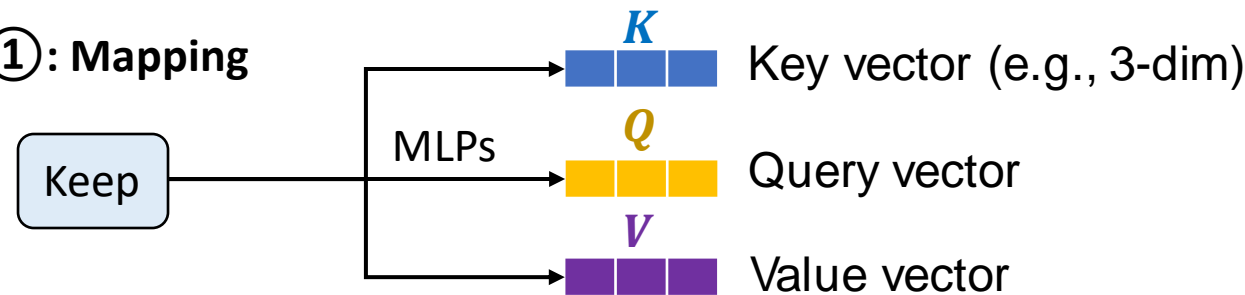 ①: Mapping
K
Key vector (e.g., 3-dim)
Keep
MLPs
Q
Query vector
V
Value vector